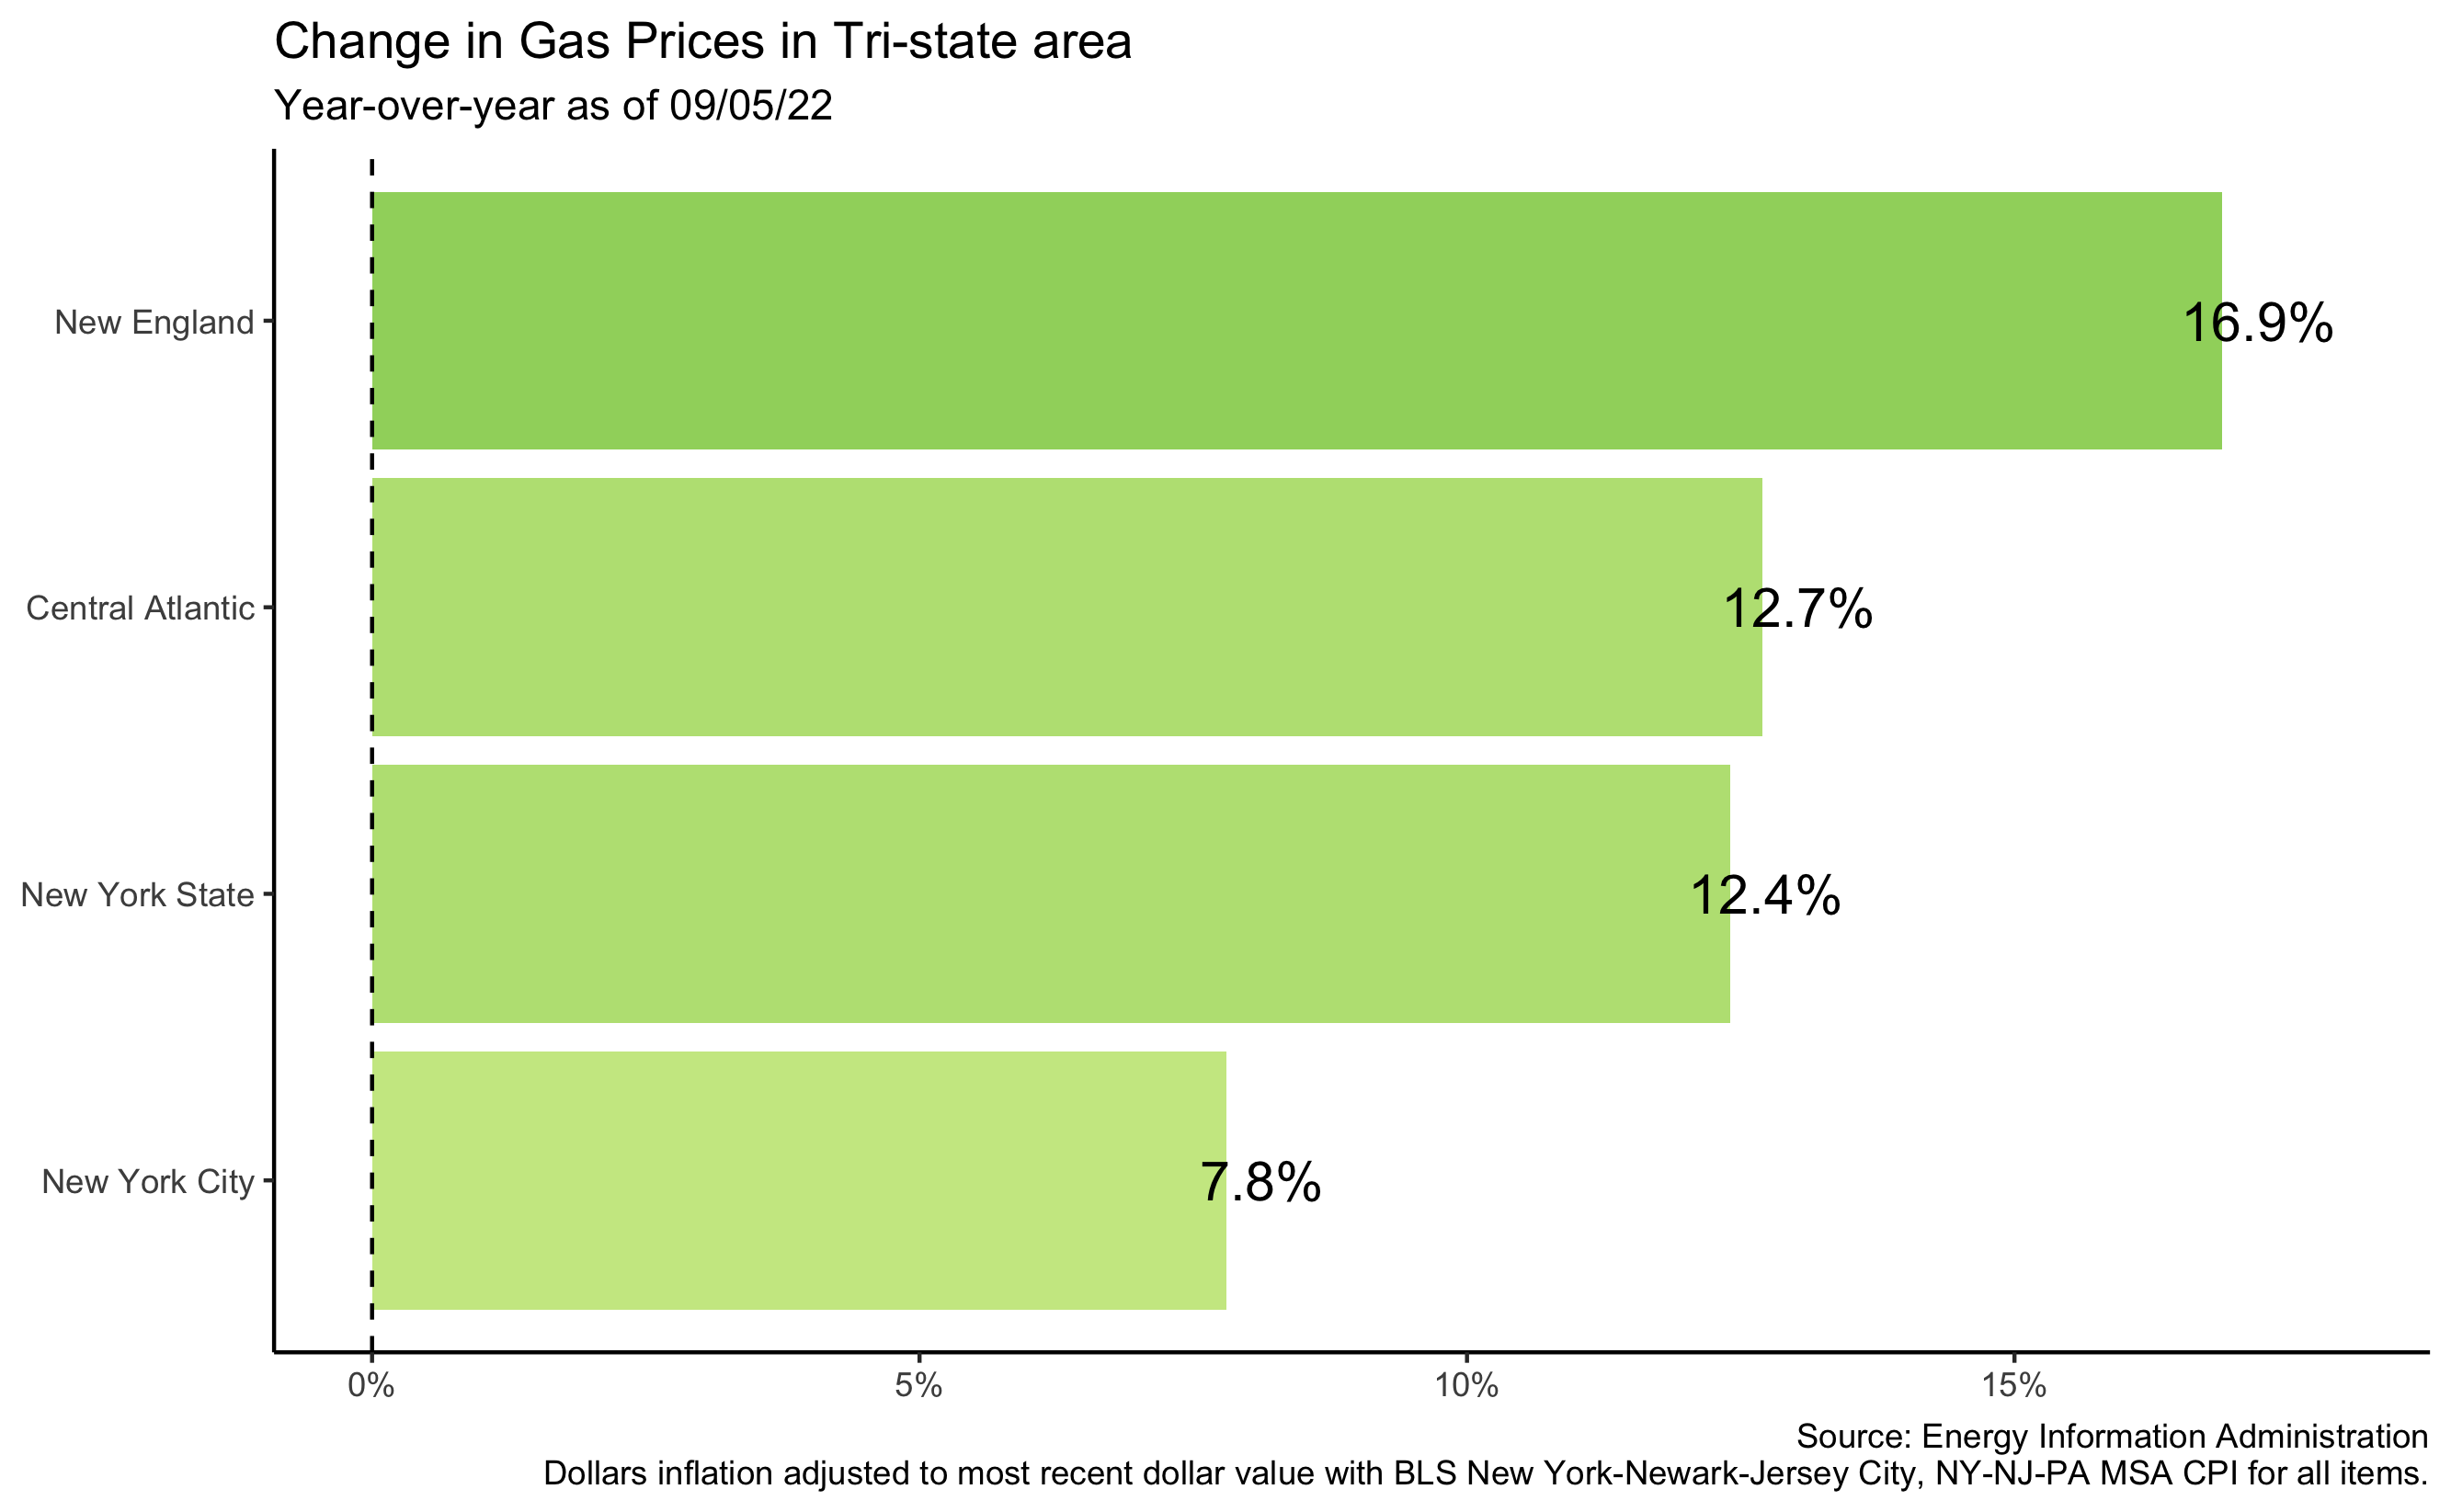 Change in Gas Prices in Tri-state area
Year-over-year as of 09/05/22
New England
16.9%
Central Atlantic
12.7%
New York State
12.4%
New York City
7.8%
0%
5%
10%
15%
Source: Energy Information Administration
Dollars inflation adjusted to most recent dollar value with BLS New York-Newark-Jersey City, NY-NJ-PA MSA CPI for all items.